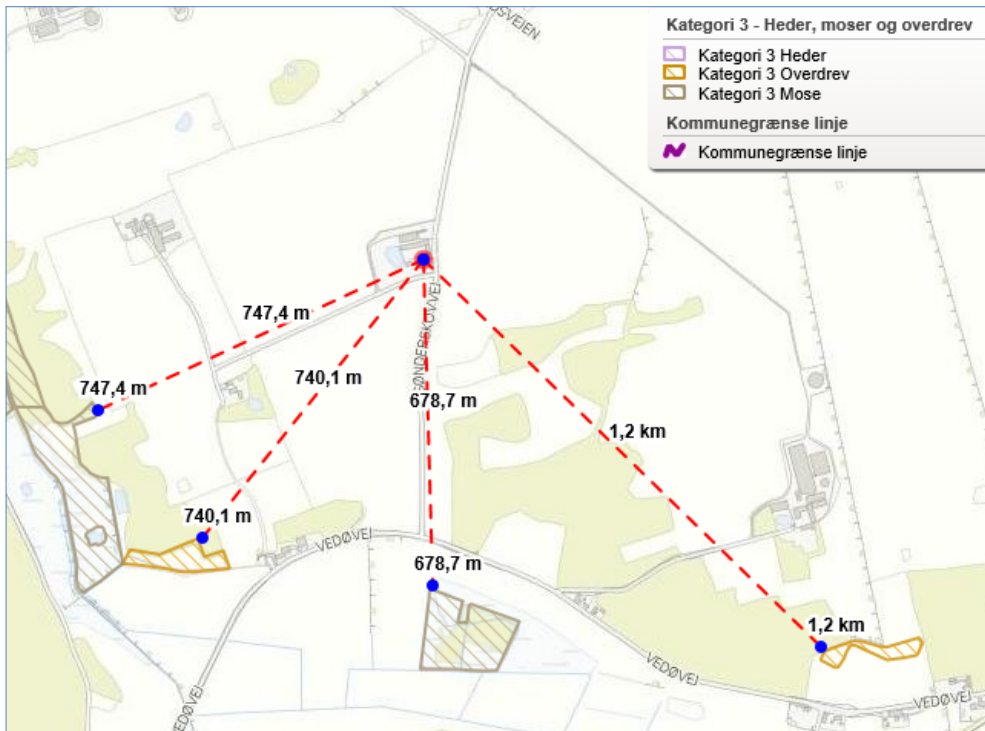 DSVEJEN
Kategori 3 - Heder, moser og overdrev
Kategori 3 Heder
Kategori 3 Overdrev
Kategori 3 Mose
Kommunegrænse linje
Kommunegrænse linje
SØNDERSKOVVEJ
747,4 m
740,1 m
747,4 m
678,7 m
1,2 km
740,1 m
VEDØVEJ
678,7 m
1,2 km
VEDØVEJ
VEDØVEJ
VEDØVEJ